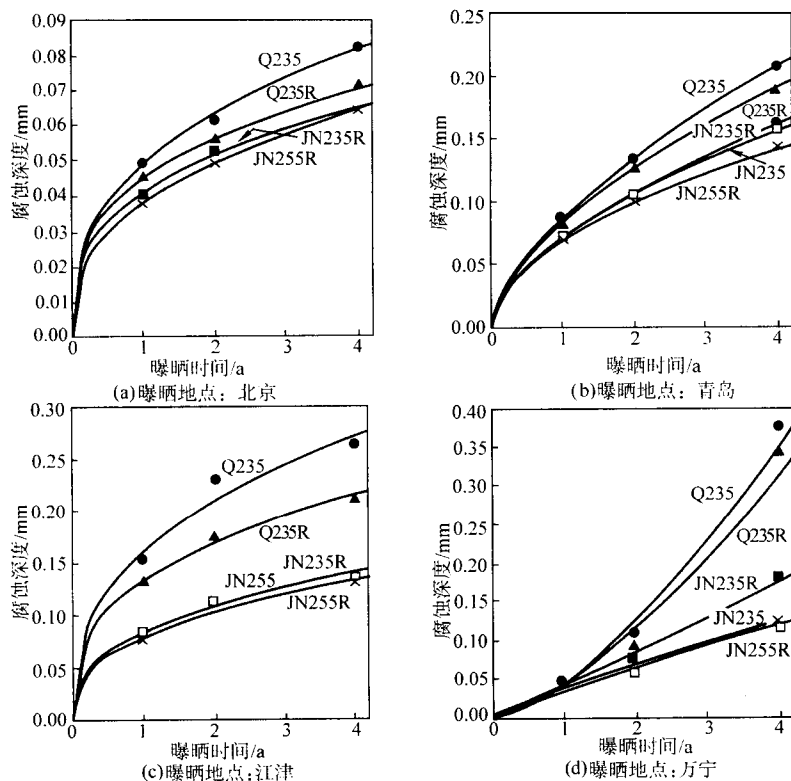 0.09
0.08
0.07
0.06
0.05
0.04
0.03
0.02
0.01
0.00
腐蚀深度/mm
Q235
Q235R
JN235R
JN255R
0 1 2 3 4
曝晒时间/a
(a)曝晒地点：北京
0.25
0.20
0.15
0.10
0.05
0.00
腐蚀深度/mm
Q235
Q235R
JN235R
JN235
JN255R
0 1 2 3 4
曝晒时间/a
(b)曝晒地点：青岛
0.30
0.25
0.20
0.15
0.10
0.05
0.00
腐蚀深度/mm
Q235
Q235R
JN235R
JN255
JN255R
0 1 2 3 4
曝晒时间/a
(c)曝晒地点:江津
0.40
0.35
0.30
0.25
0.20
0.15
0.10
0.05
0.00
腐蚀深度/mm
Q235
Q235R
JN235R
JN235
JN255R
0 1 2 3 4
曝晒时间/a
(d)曝晒地点:万宁